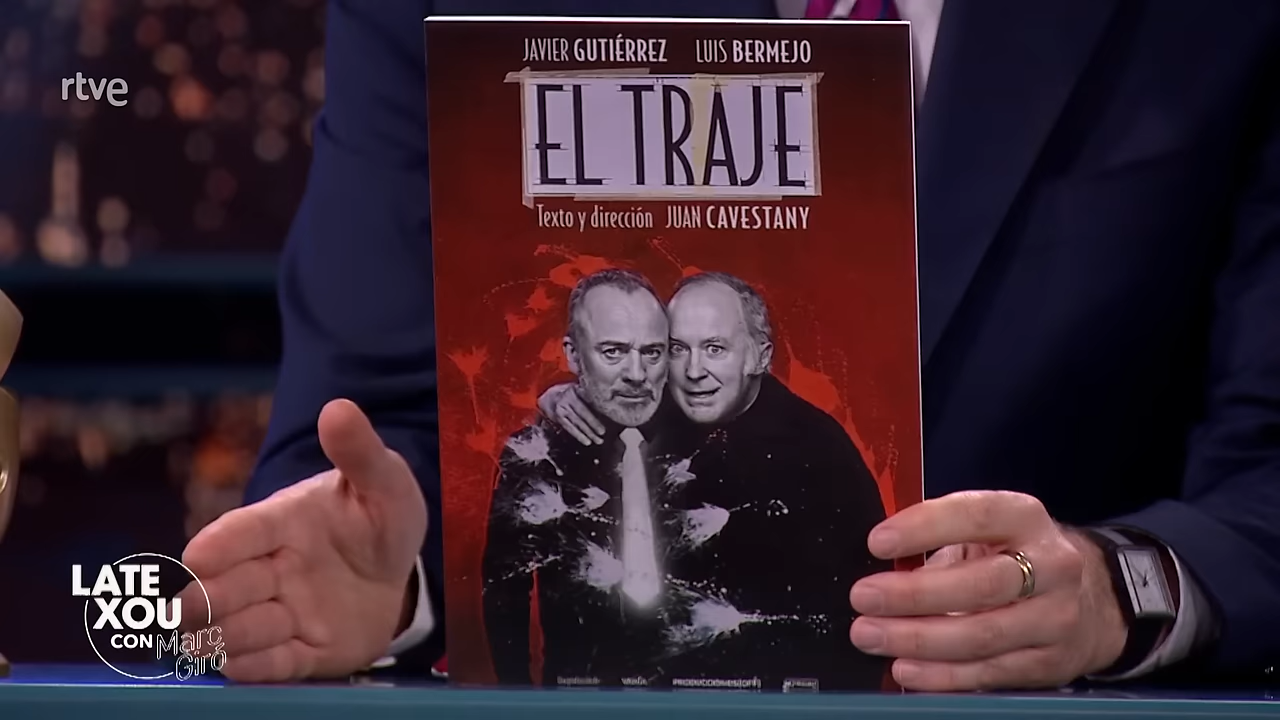 rtve
JAVIER GUTIÉRREZ LUIS BERMEJO
EL TRAJE
Texto y dirección JUAN CAVESTANY
LATE
XOU
CON Marc
Giró